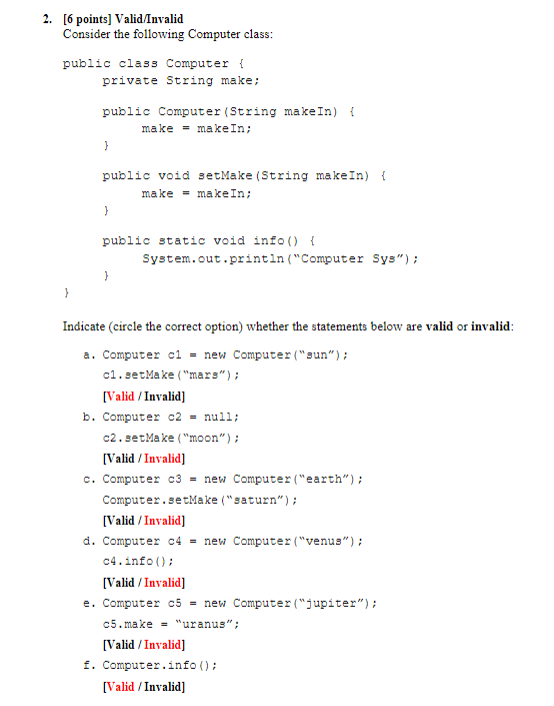 2. [6 points] Valid/Invalid
Consider the following Computer class:
public class Computer {
private String make;
public Computer(String makeIn) {
make = makeIn;
}
public void setMake(String makeIn) {
make = makeIn;
}
public static void info() {
System.out.println(“Computer Sys”);
}
}
Indicate (circle the correct option) whether the statements below are valid or invalid:
a. Computer c1 = new Computer(“sun”);
c1.setMake(“mars”);
[Valid / Invalid]
b. Computer c2 = null;
c2.setMake(“moon”);
[Valid / Invalid]
c. Computer c3 = new Computer(“earth”);
Computer.setMake(“saturn”);
[Valid / Invalid]
d. Computer c4 = new Computer(“venus”);
c4.info();
[Valid / Invalid]
e. Computer c5 = new Computer(“jupiter”);
c5.make = “uranus”;
[Valid / Invalid]
f. Computer.info();
[Valid / Invalid]